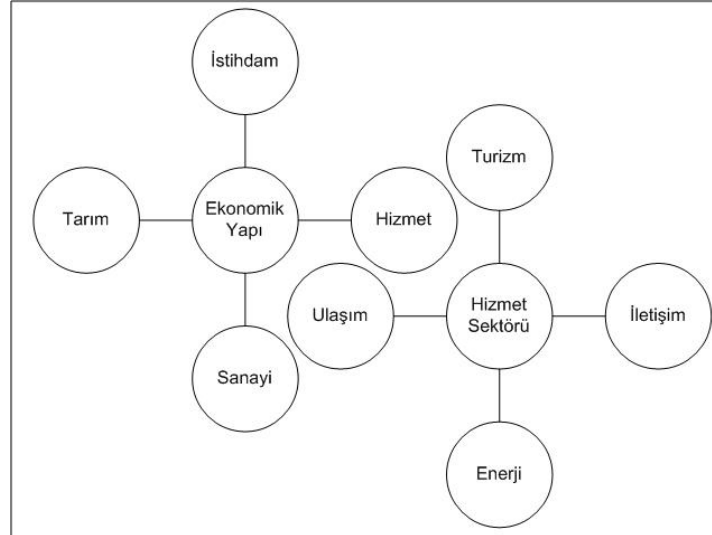 İstihdam
Turizm
Tarım
Ekonomik
Yapı
Hizmet
Ulaşım
Hizmet
Sektörü
İletişim
Sanayi
Enerji